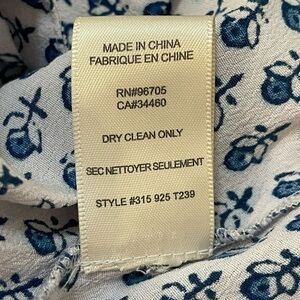 MADE IN CHINA
FABRIQUE EN CHINE
RN#96705
CA#34460
DRY CLEAN ONLY
SEC NETTOYER SEULEMENT
STYLE #315 925 T239